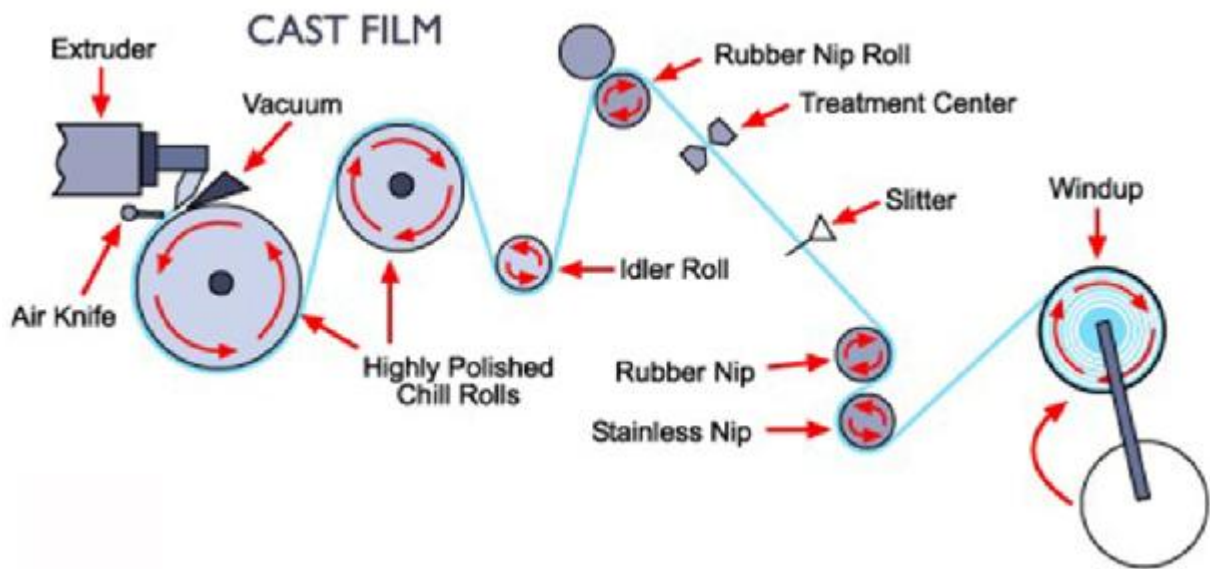 CAST FILM
Extruder
Vacuum
Rubber Nip Roll
Treatment Center
Slitter
Windup
Idler Roll
Air Knife
Highly Polished
Chill Rolls
Rubber Nip
Stainless Nip